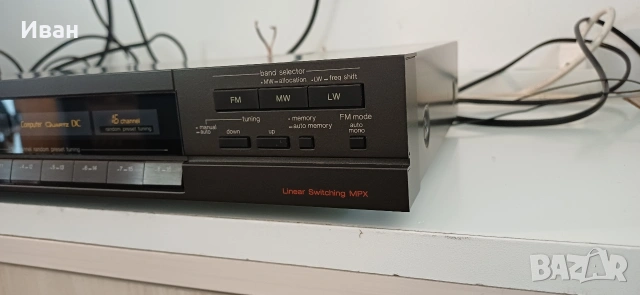 Иван
band selector
•MW–allocation •LW–freq shift
FM MW LW
Computer Quartz DC
16 channel
random preset tuning
•manual
–auto
tuning
down up
•memory
–auto memory
FM mode
auto
mono
Linear Switching MPX
BAZAR